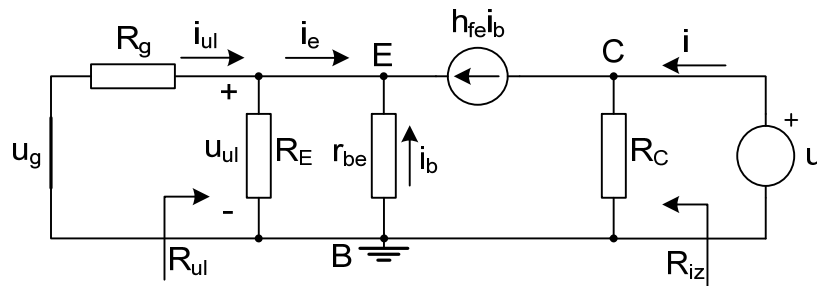 R_g i_ul i_e E h_fe i_b C i
+ +
u_g u_ul R_E r_be i_b R_C u
-
R_ul B R_iz